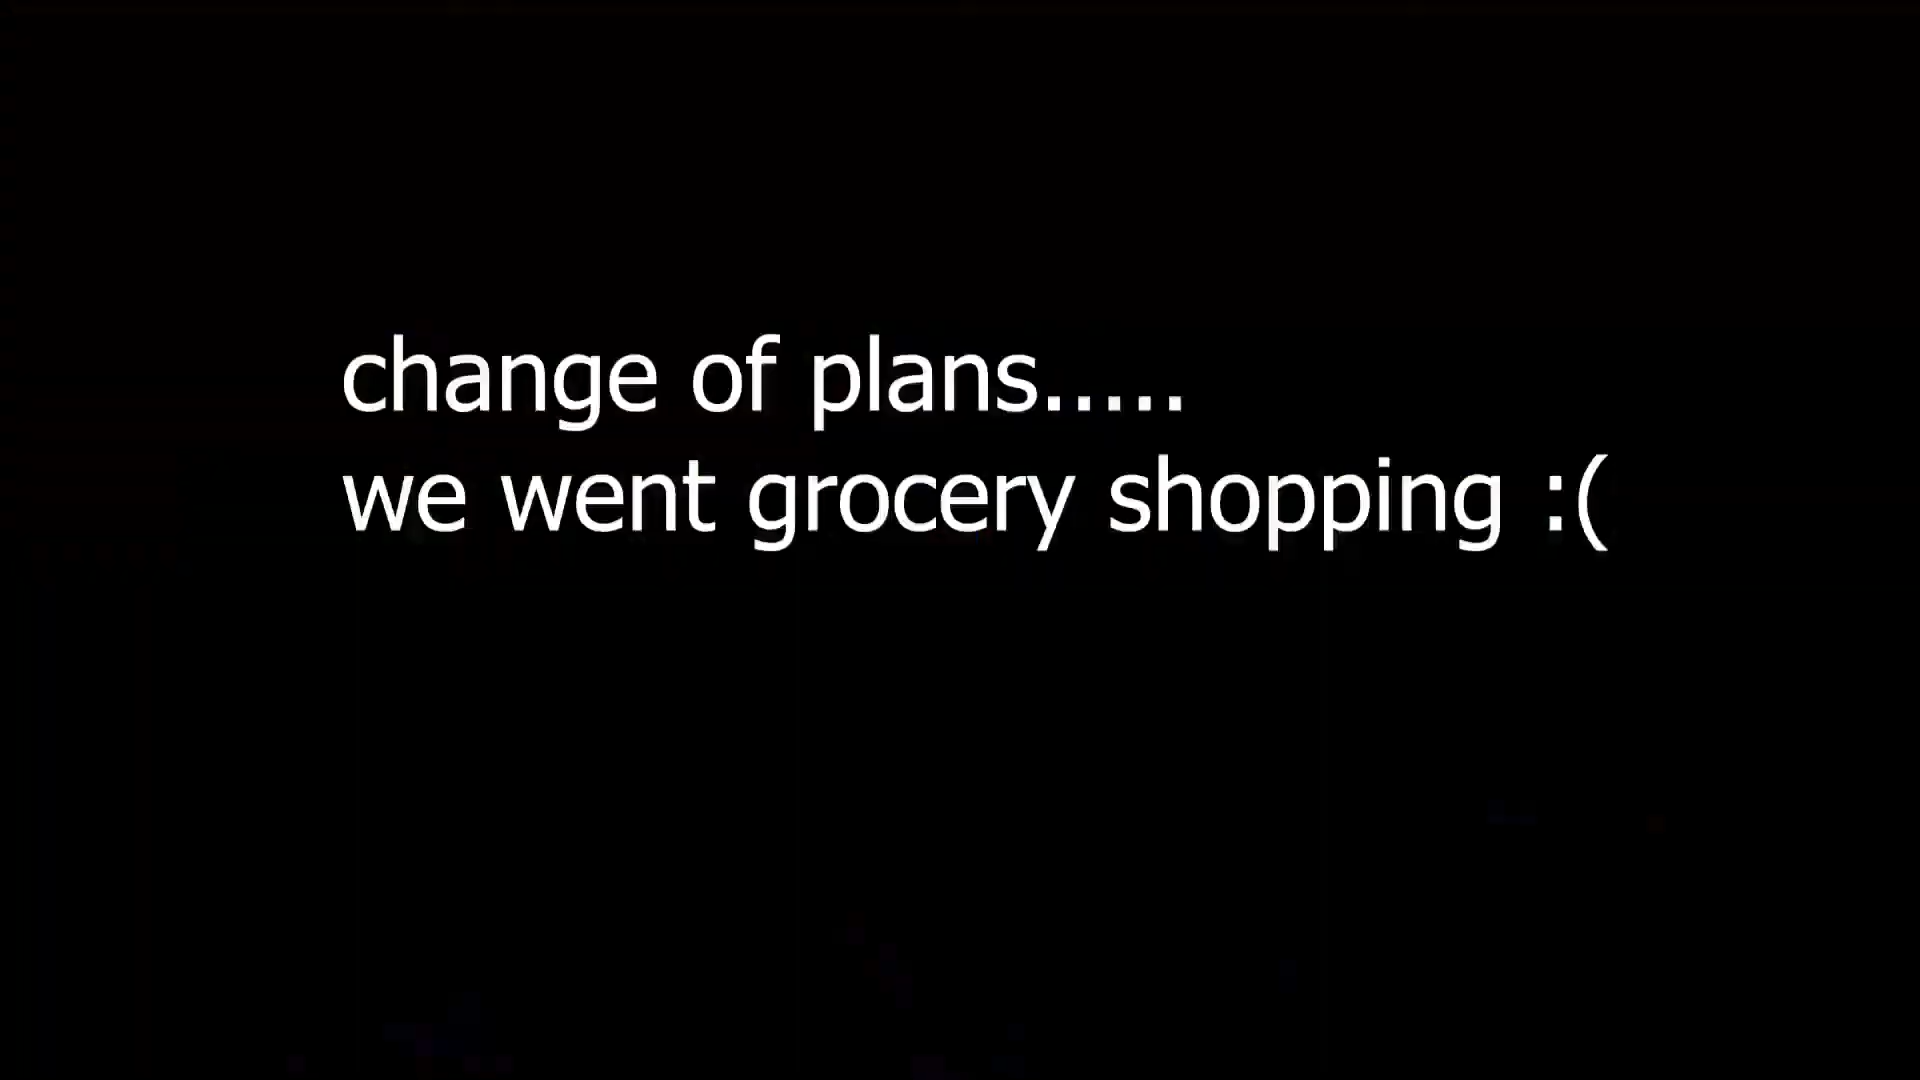 change of plans.....
we went grocery shopping :(